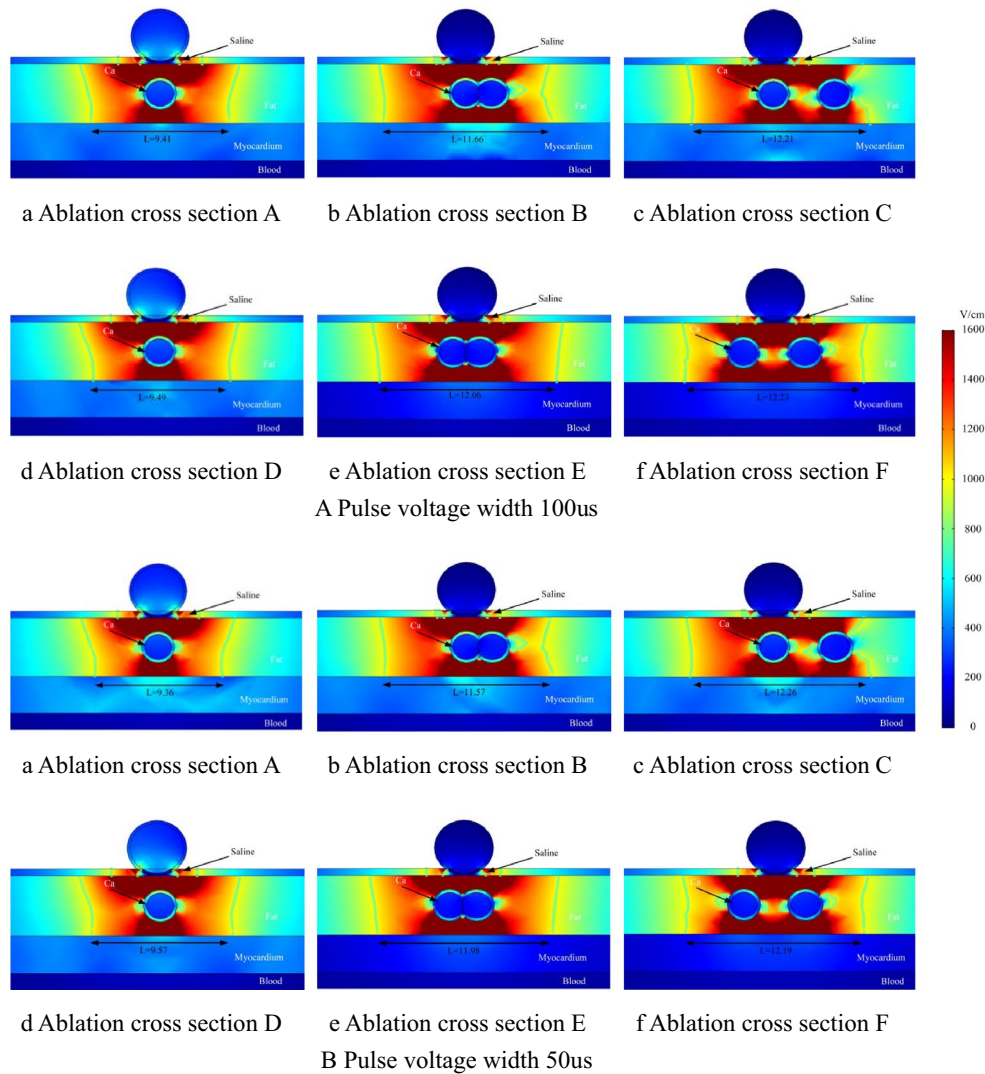 Saline
Ca
Fat
L=9.41
Myocardium
Blood
a Ablation cross section A
Saline
Ca
Fat
L=11.66
Myocardium
Blood
b Ablation cross section B
Saline
Ca
Fat
L=12.21
Myocardium
Blood
c Ablation cross section C
Saline
Ca
Fat
L=9.49
Myocardium
Blood
d Ablation cross section D
Saline
Ca
Fat
L=12.06
Myocardium
Blood
e Ablation cross section E
Saline
Ca
Fat
L=12.23
Myocardium
Blood
f Ablation cross section F
A Pulse voltage width 100us
V/cm
1600
1400
1200
1000
800
600
400
200
0
Saline
Ca
Fat
L=9.36
Myocardium
Blood
a Ablation cross section A
Saline
Ca
Fat
L=11.57
Myocardium
Blood
b Ablation cross section B
Saline
Ca
Fat
L=12.26
Myocardium
Blood
c Ablation cross section C
Saline
Ca
Fat
L=9.57
Myocardium
Blood
d Ablation cross section D
Saline
Ca
Fat
L=11.98
Myocardium
Blood
e Ablation cross section E
Saline
Ca
Fat
L=12.19
Myocardium
Blood
f Ablation cross section F
B Pulse voltage width 50us